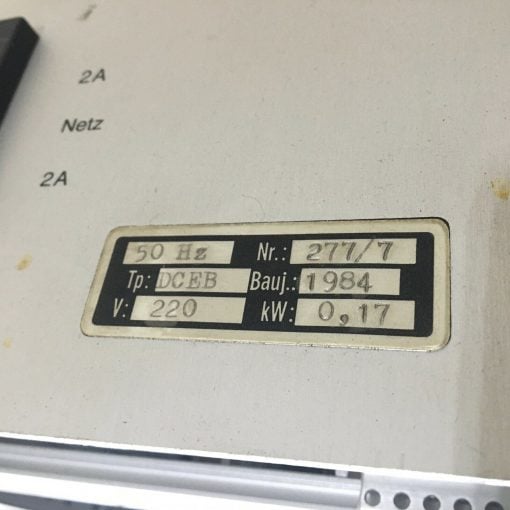 2A
Netz
2A
50 Hz Nr.: 277/7
Tp: DCEB Bauj.: 1984
V: 220 kW: 0,17